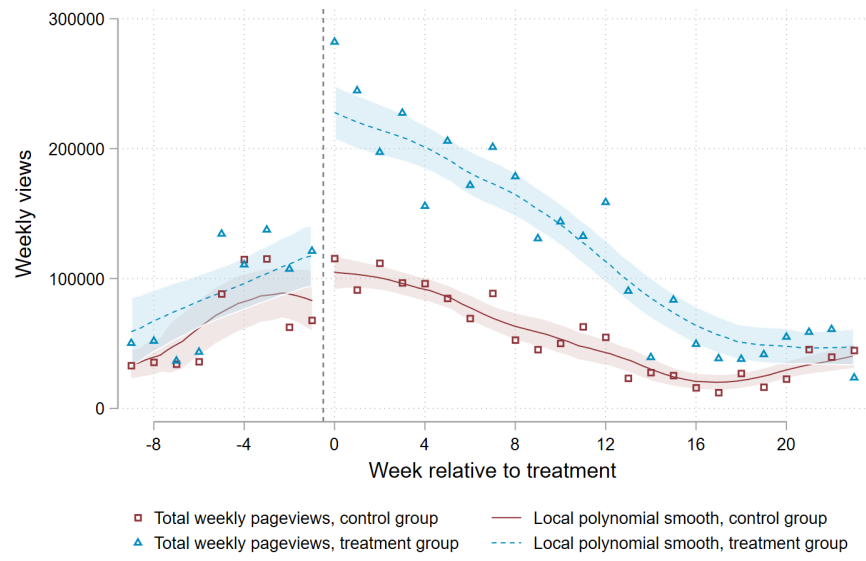 300000
200000
100000
0
Weekly views
-8 -4 0 4 8 12 16 20
Week relative to treatment
Total weekly pageviews, control group
Local polynomial smooth, control group
Total weekly pageviews, treatment group
Local polynomial smooth, treatment group